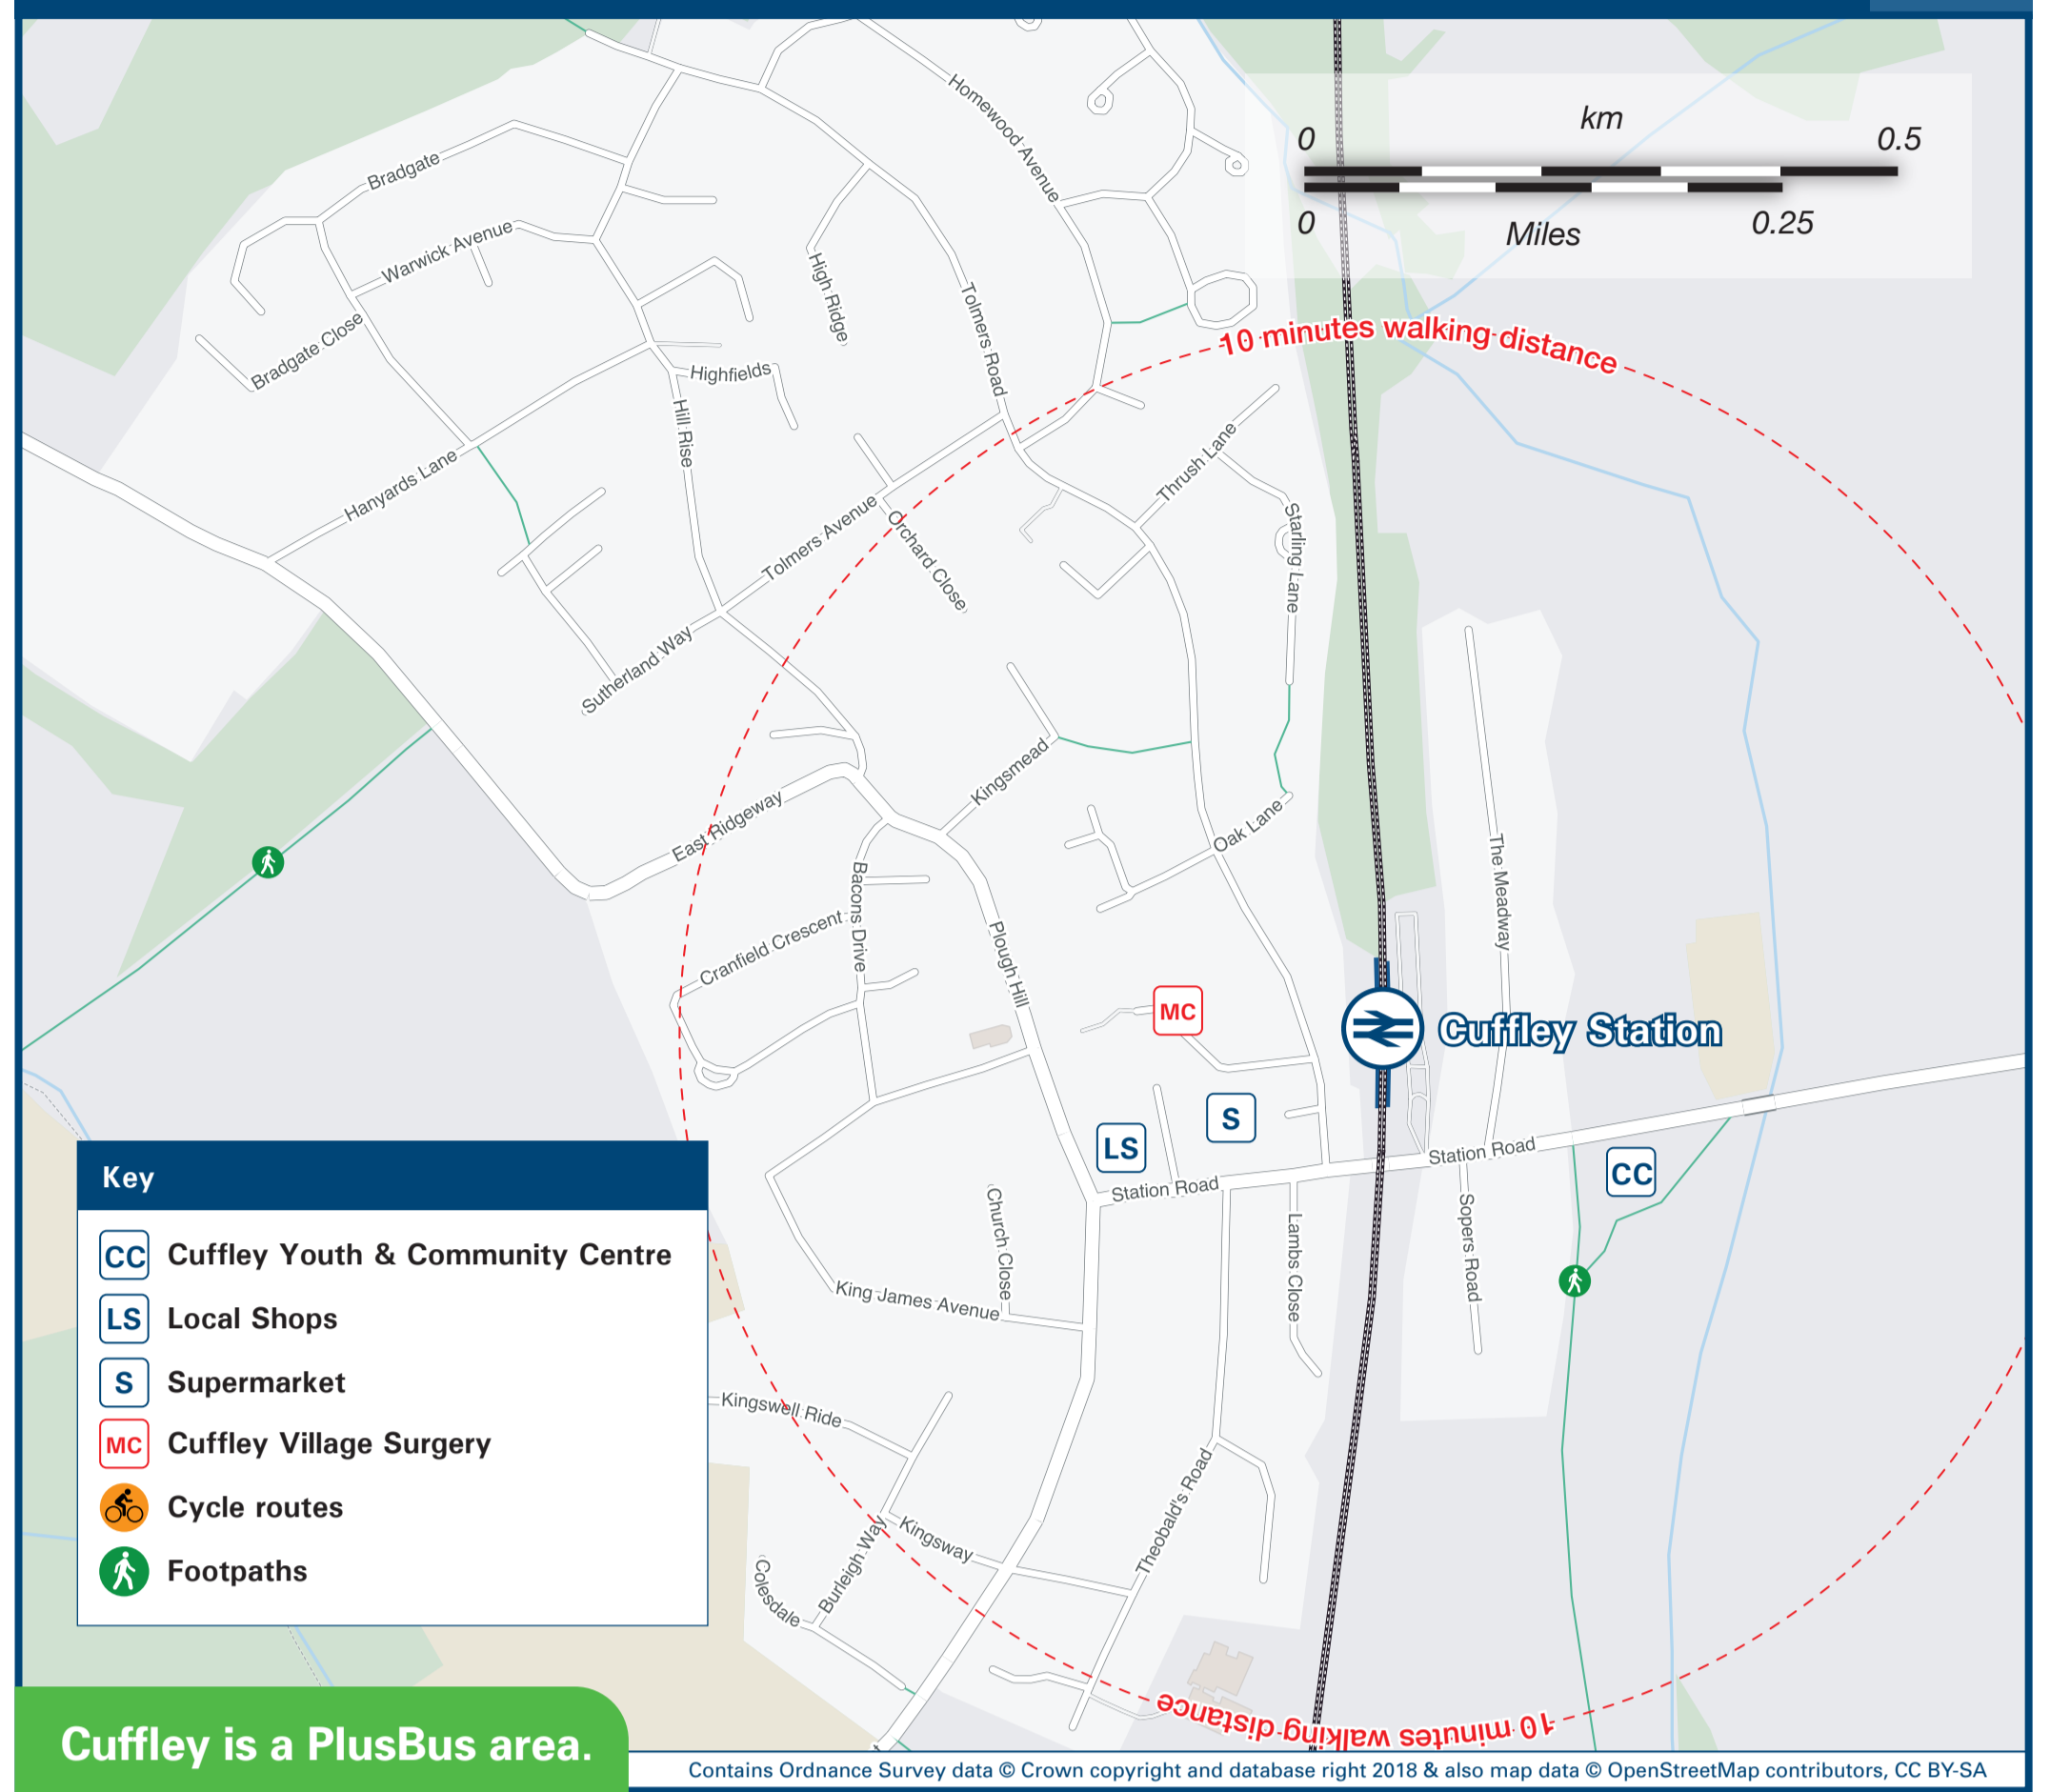 Homewood Avenue
km
0
0.5
0
Miles
0.25
Bradgate
Warwick Avenue
Bradgate Close
High Ridge
Tolmers Road
10 minutes walking distance
Highfields
Hill Rise
Hanyards Lane
Thrush Lane
Tolmers Avenue
Orchard Close
Starling Lane
Sutherland Way
Kingsmead
East Ridgeway
Oak Lane
Bacons Drive
The Meadway
Cranfield Crescent
Plough Hill
MC
Cuffley Station
S
LS
Station Road
CC
Station Road
Church Close
Lambs Close
Sopers Road
King James Avenue
Kingswell Ride
Theobald's Road
Kingsway
Burleigh Way
Colesdale
10 minutes walking distance
Key
CC Cuffley Youth & Community Centre
LS Local Shops
S Supermarket
MC Cuffley Village Surgery
Cycle routes
Footpaths
Cuffley is a PlusBus area.
Contains Ordnance Survey data © Crown copyright and database right 2018 & also map data © OpenStreetMap contributors, CC BY-SA